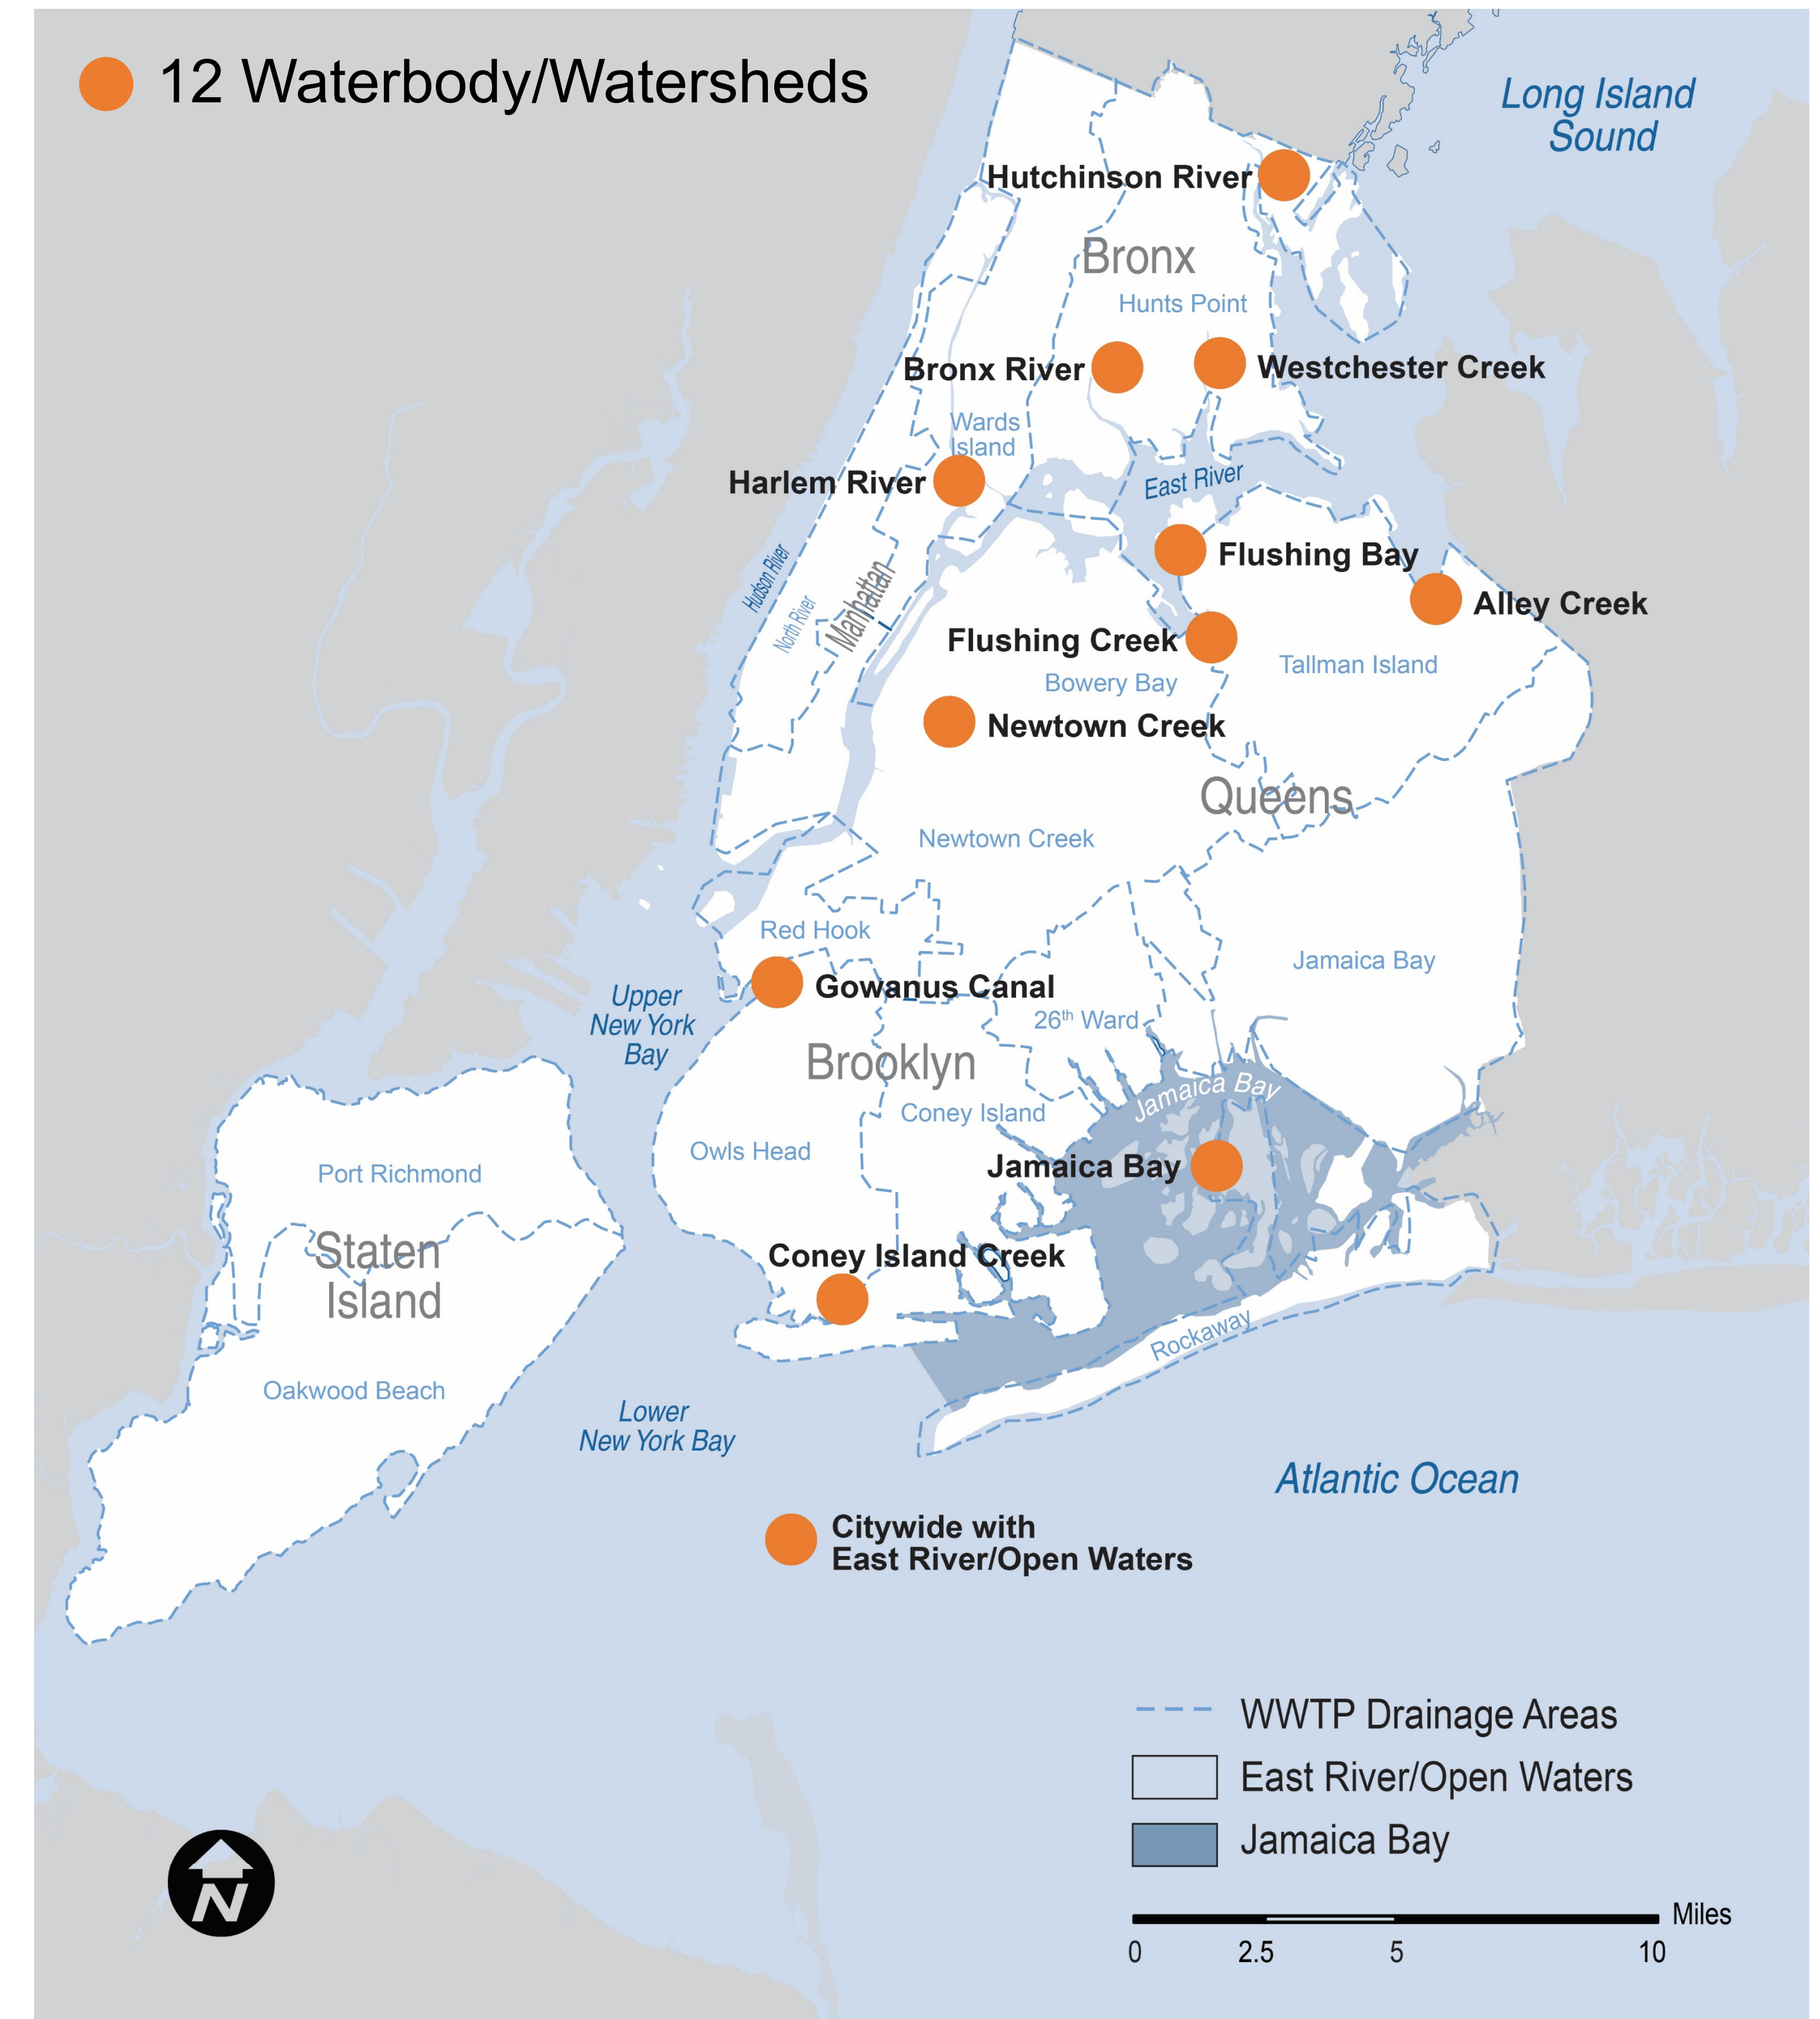 12 Waterbody/Watersheds
Long Island
Sound
Hutchinson River
Bronx
Hunts Point
Bronx River
Westchester Creek
Wards
Island
Harlem River
East River
Hudson River
North River
Manhattan
Flushing Bay
Alley Creek
Flushing Creek
Tallman Island
Bowery Bay
Newtown Creek
Queens
Newtown Creek
Red Hook
Jamaica Bay
Gowanus Canal
Upper
New York
Bay
26th Ward
Brooklyn
Jamaica Bay
Coney Island
Owls Head
Jamaica Bay
Port Richmond
Staten
Island
Coney Island Creek
Rockaway
Oakwood Beach
Lower
New York Bay
Atlantic Ocean
Citywide with
East River/Open Waters
WWTP Drainage Areas
East River/Open Waters
Jamaica Bay
Miles
0 2.5 5 10
N